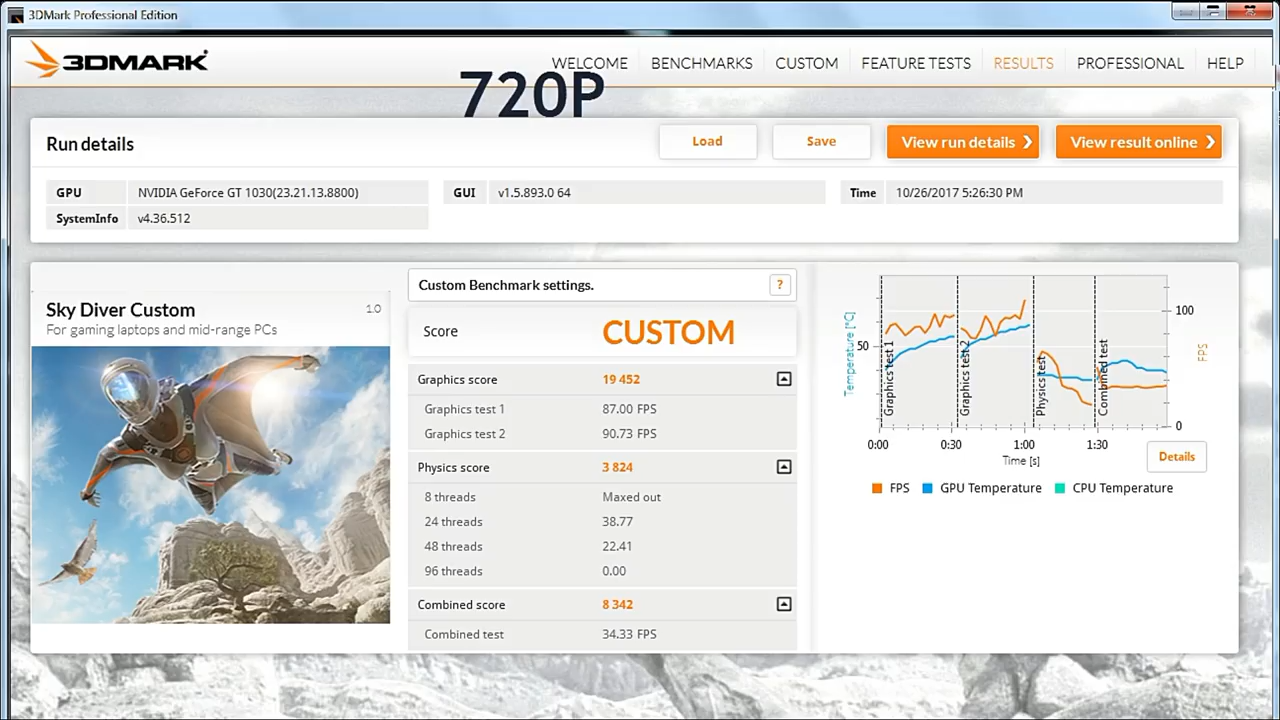 3DMark Professional Edition
3DMARK
WELCOME BENCHMARKS CUSTOM FEATURE TESTS RESULTS PROFESSIONAL HELP
720P
Run details Load Save View run details View result online
GPU NVIDIA GeForce GT 1030(23.21.13.8800) GUI v1.5.893.0 64 Time 10/26/2017 5:26:30 PM
SystemInfo v4.36.512
Sky Diver Custom 1.0
For gaming laptops and mid-range PCs
Custom Benchmark settings. ?
Score CUSTOM
Graphics score 19 452
Graphics test 1 87.00 FPS
Graphics test 2 90.73 FPS
Physics score 3 824
8 threads Maxed out
24 threads 38.77
48 threads 22.41
96 threads 0.00
Combined score 8 342
Combined test 34.33 FPS
Temperature [°C]
50
Graphics test 1
Graphics test 2
Physics test
Combined test
100
0
FPS
0:00 0:30 1:00 1:30
Time [s]
Details
FPS GPU Temperature CPU Temperature